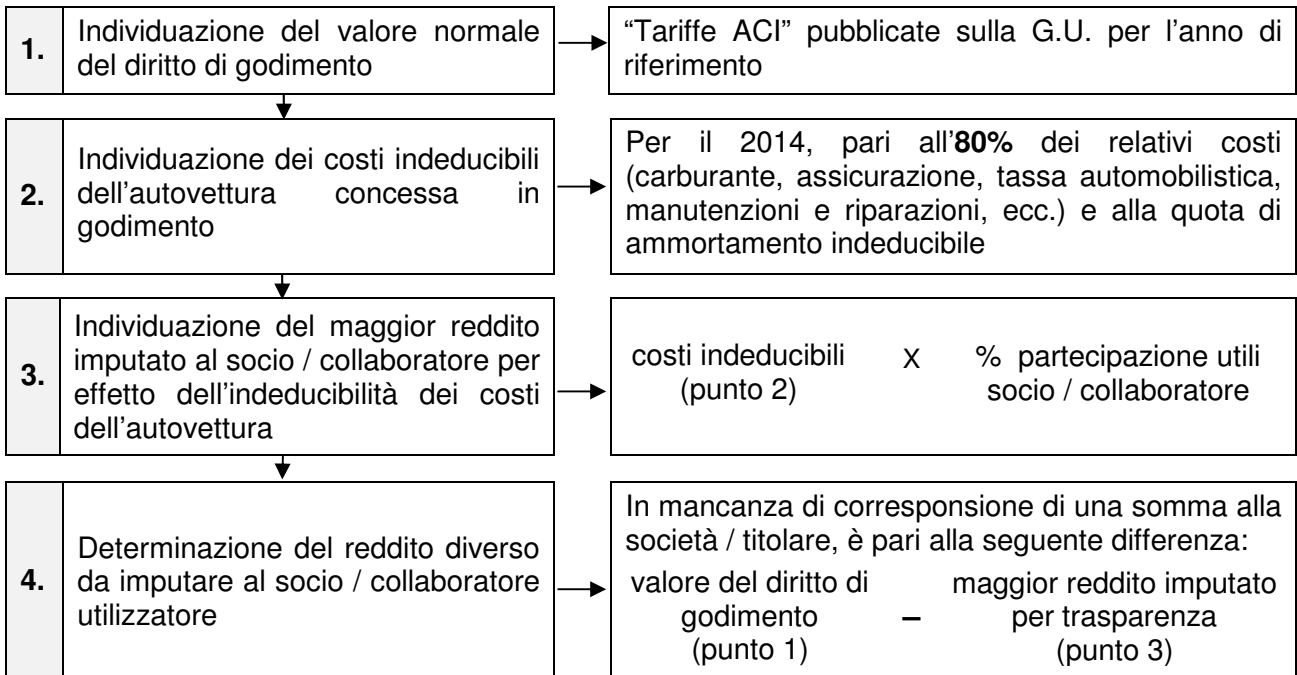 1.
Individuazione del valore normale
del diritto di godimento
“Tariffe ACI” pubblicate sulla G.U. per l’anno di
riferimento
2.
Individuazione dei costi indeducibili
dell’autovettura concessa in
godimento
Per il 2014, pari all’80% dei relativi costi
(carburante, assicurazione, tassa automobilistica,
manutenzioni e riparazioni, ecc.) e alla quota di
ammortamento indeducibile
3.
Individuazione del maggior reddito
imputato al socio / collaboratore per
effetto dell’indeducibilità dei costi
dell’autovettura
costi indeducibili X % partecipazione utili
(punto 2) socio / collaboratore
4.
Determinazione del reddito diverso
da imputare al socio / collaboratore
utilizzatore
In mancanza di corresponsione di una somma alla
società / titolare, è pari alla seguente differenza:
valore del diritto di maggior reddito imputato
godimento – per trasparenza
(punto 1) (punto 3)